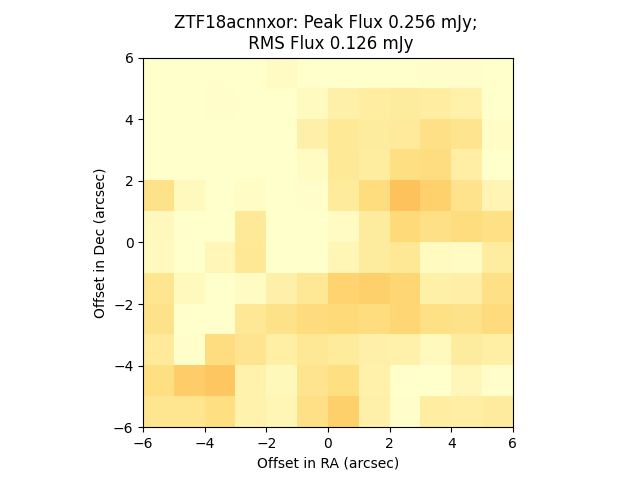 ZTF18acnnxor: Peak Flux 0.256 mJy;
RMS Flux 0.126 mJy
6
4
2
0
−2
−4
−6
Offset in Dec (arcsec)
−6 −4 −2 0 2 4 6
Offset in RA (arcsec)